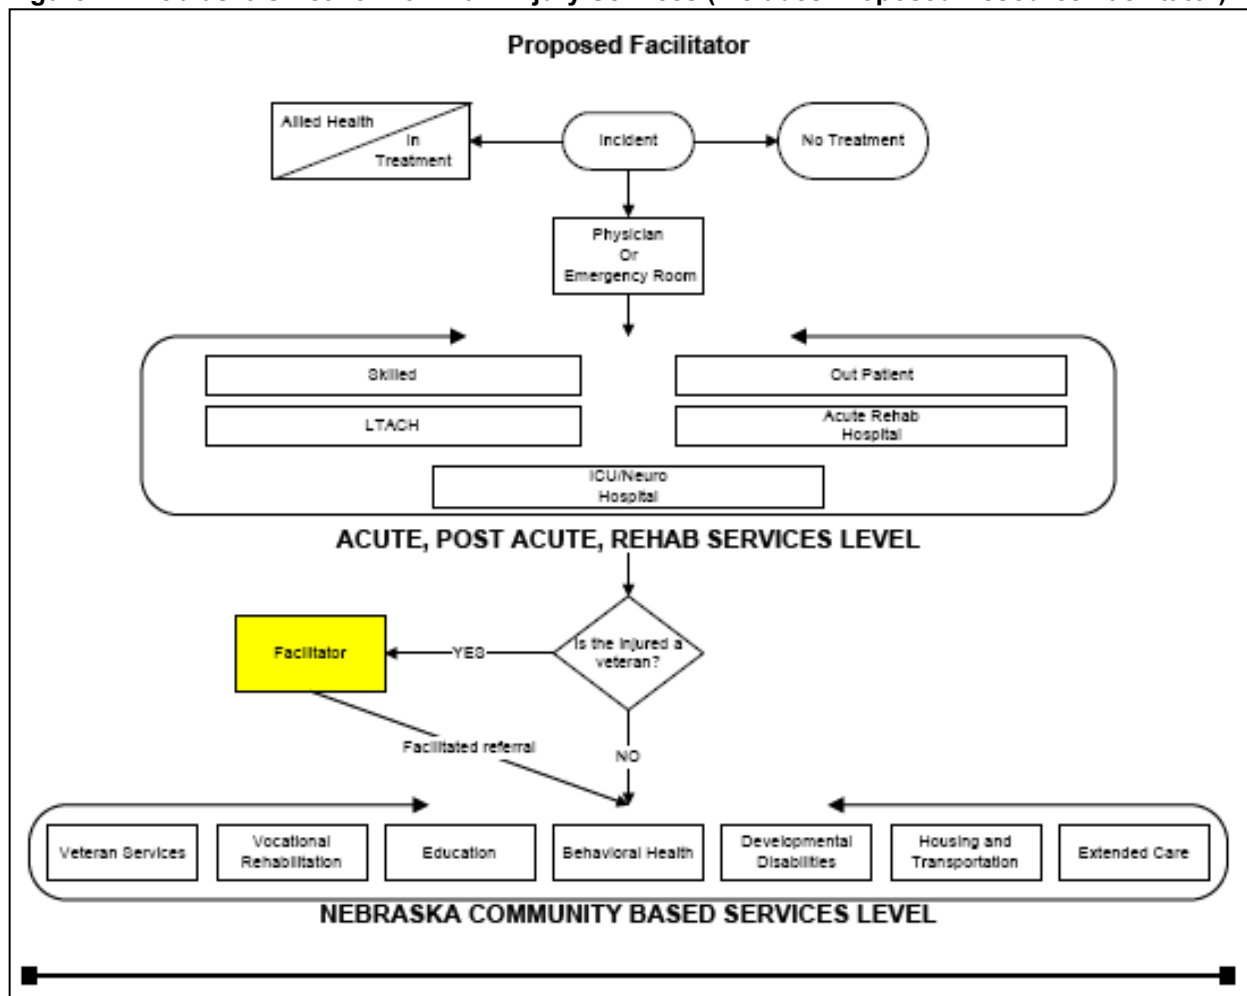 Proposed Facilitator
Allied Health
In
Treatment
Incident
No Treatment
Physician
Or
Emergency Room
Skilled
Out Patient
LTACH
Acute Rehab
Hospital
ICU/Neuro
Hospital
ACUTE, POST ACUTE, REHAB SERVICES LEVEL
Is the injured a
veteran?
YES
Facilitator
Facilitated referral
NO
Veteran Services
Vocational
Rehabilitation
Education
Behavioral Health
Developmental
Disabilities
Housing and
Transportation
Extended Care
NEBRASKA COMMUNITY BASED SERVICES LEVEL